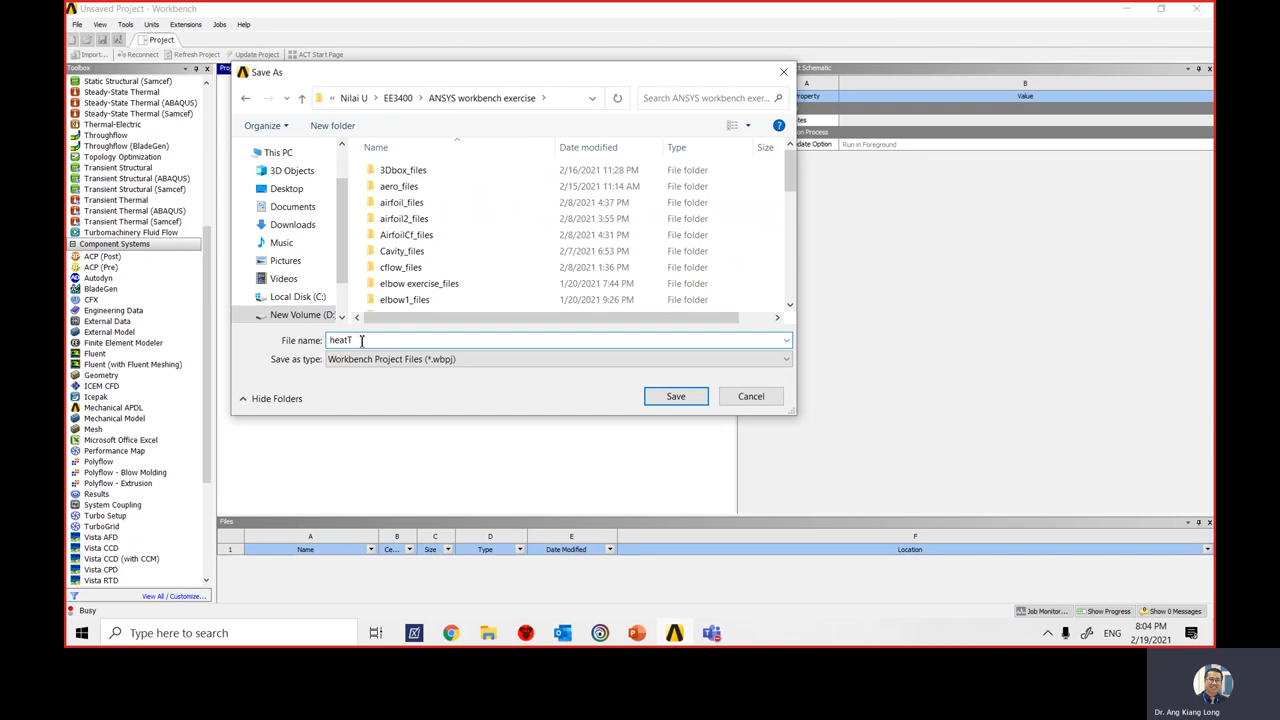 Unsaved Project - Workbench
File View Tools Units Extensions Jobs Help
Project
Import... Reconnect Refresh Project Update Project ACT Start Page
Toolbox
Static Structural (Samcef)
Steady-State Thermal
Steady-State Thermal (ABAQUS)
Steady-State Thermal (Samcef)
Thermal-Electric
Throughflow
Throughflow (BladeGen)
Topology Optimization
Transient Structural
Transient Structural (ABAQUS)
Transient Structural (Samcef)
Transient Thermal
Transient Thermal (ABAQUS)
Transient Thermal (Samcef)
Turbomachinery Fluid Flow
Component Systems
ACP (Post)
ACP (Pre)
Autodyn
BladeGen
CFX
Engineering Data
External Data
External Model
Finite Element Modeler
Fluent
Fluent (with Fluent Meshing)
Geometry
ICEM CFD
Icepak
Mechanical APDL
Mechanical Model
Mesh
Microsoft Office Excel
Performance Map
Polyflow
Polyflow - Blow Molding
Polyflow - Extrusion
Results
System Coupling
Turbo Setup
TurboGrid
Vista AFD
Vista CCD
Vista CCD (with CCM)
Vista CPD
Vista RTD
View All / Customize...
Busy
Save As
« Nilai U › EE3400 › ANSYS workbench exercise ›
Search ANSYS workbench exer...
Organize New folder
This PC
3D Objects
Desktop
Documents
Downloads
Music
Pictures
Videos
Local Disk (C:)
New Volume (D:
Name Date modified Type Size
3Dbox_files 2/16/2021 11:28 PM File folder
aero_files 2/15/2021 11:14 AM File folder
airfoil_files 2/8/2021 4:37 PM File folder
airfoil2_files 2/8/2021 3:55 PM File folder
AirfoilCf_files 2/8/2021 4:31 PM File folder
Cavity_files 2/7/2021 6:53 PM File folder
cflow_files 2/8/2021 1:36 PM File folder
elbow exercise_files 1/20/2021 7:44 PM File folder
elbow1_files 1/20/2021 9:26 PM File folder
File name: heatT
Save as type: Workbench Project Files (*.wbpj)
Hide Folders Save Cancel
Schematic
A B
Value
Run in Foreground
Files
A B C D E F
1 Name Ce... Size Type Date Modified Location
Job Monitor... Show Progress Show 0 Messages
Type here to search
ENG
8:04 PM
2/19/2021
Dr. Ang Kiang Long